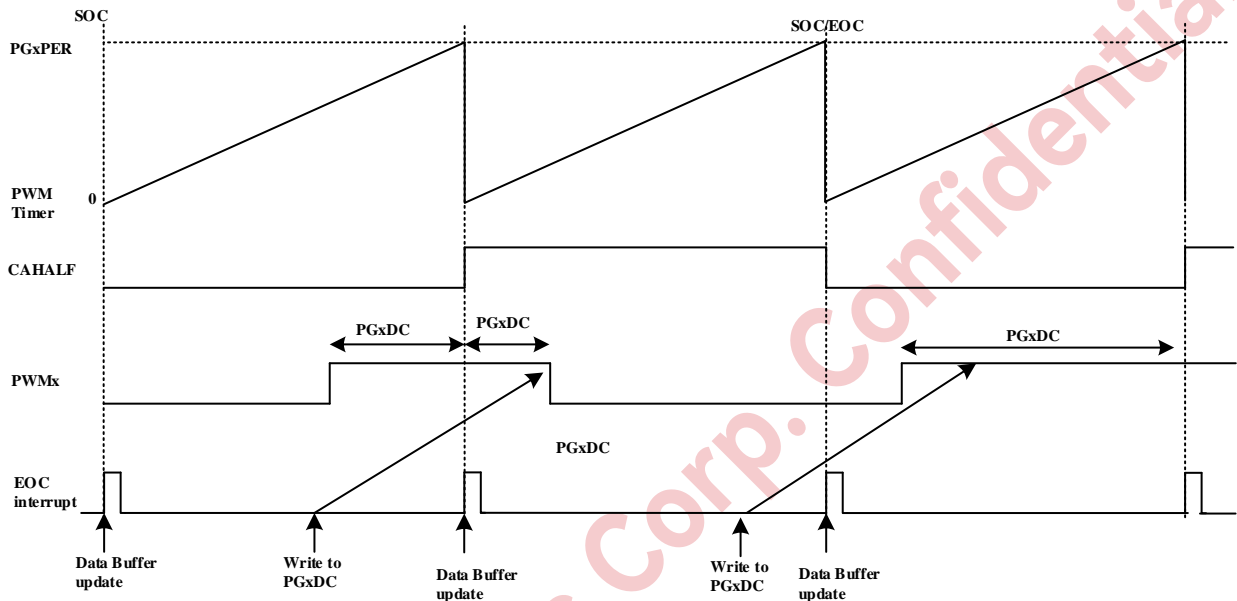 SOC
SOC/EOC
PGxPER
PWM
Timer
0
CAHALF
PGxDC
PGxDC
PGxDC
PWMx
PGxDC
EOC
interrupt
Data Buffer
update
Write to
PGxDC
Data Buffer
update
Write to
PGxDC
Data Buffer
update
Corp. Confidential